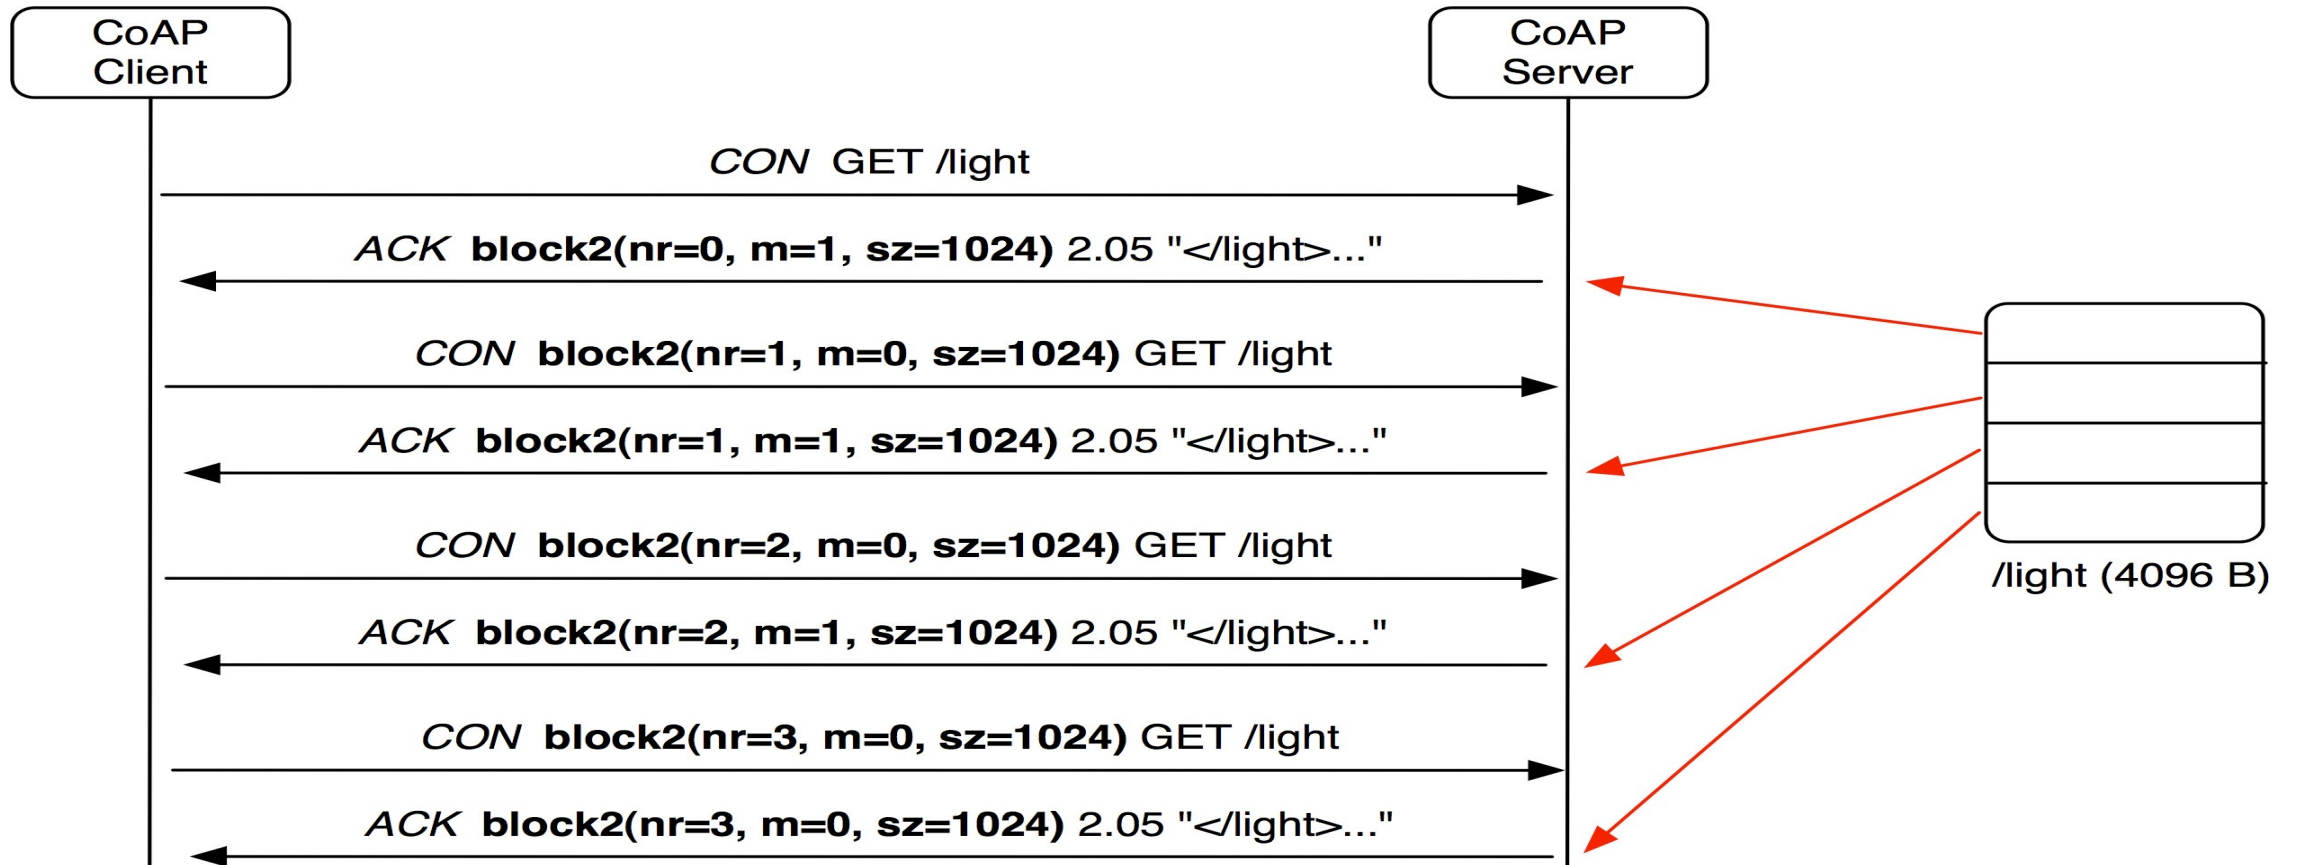 CoAP
Client
CoAP
Server
CON GET /light
ACK block2(nr=0, m=1, sz=1024) 2.05 "</light>..."
CON block2(nr=1, m=0, sz=1024) GET /light
ACK block2(nr=1, m=1, sz=1024) 2.05 "</light>..."
CON block2(nr=2, m=0, sz=1024) GET /light
/light (4096 B)
ACK block2(nr=2, m=1, sz=1024) 2.05 "</light>..."
CON block2(nr=3, m=0, sz=1024) GET /light
ACK block2(nr=3, m=0, sz=1024) 2.05 "</light>..."